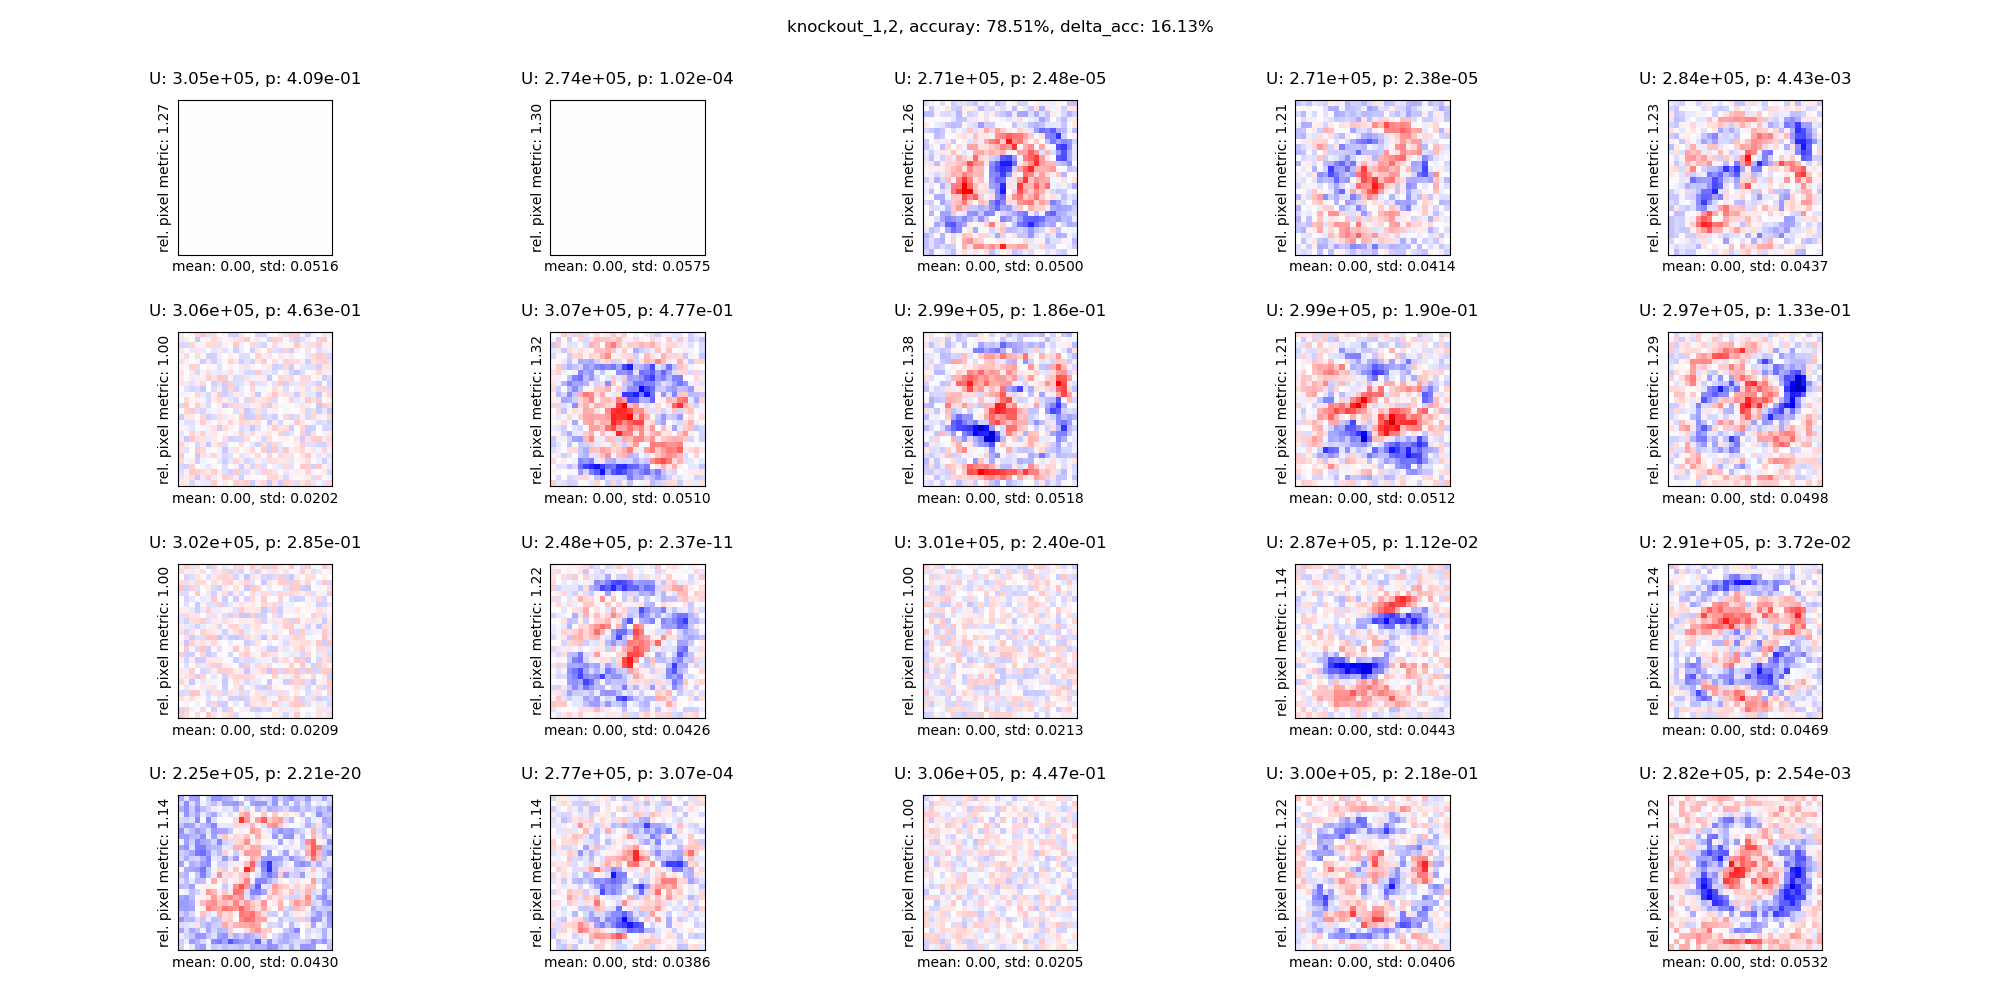 knockout_1,2, accuray: 78.51%, delta_acc: 16.13%
U: 3.05e+05, p: 4.09e-01
rel. pixel metric: 1.27
mean: 0.00, std: 0.0516
U: 2.74e+05, p: 1.02e-04
rel. pixel metric: 1.30
mean: 0.00, std: 0.0575
U: 2.71e+05, p: 2.48e-05
rel. pixel metric: 1.26
mean: 0.00, std: 0.0500
U: 2.71e+05, p: 2.38e-05
rel. pixel metric: 1.21
mean: 0.00, std: 0.0414
U: 2.84e+05, p: 4.43e-03
rel. pixel metric: 1.23
mean: 0.00, std: 0.0437
U: 3.06e+05, p: 4.63e-01
rel. pixel metric: 1.00
mean: 0.00, std: 0.0202
U: 3.07e+05, p: 4.77e-01
rel. pixel metric: 1.32
mean: 0.00, std: 0.0510
U: 2.99e+05, p: 1.86e-01
rel. pixel metric: 1.38
mean: 0.00, std: 0.0518
U: 2.99e+05, p: 1.90e-01
rel. pixel metric: 1.21
mean: 0.00, std: 0.0512
U: 2.97e+05, p: 1.33e-01
rel. pixel metric: 1.29
mean: 0.00, std: 0.0498
U: 3.02e+05, p: 2.85e-01
rel. pixel metric: 1.00
mean: 0.00, std: 0.0209
U: 2.48e+05, p: 2.37e-11
rel. pixel metric: 1.22
mean: 0.00, std: 0.0426
U: 3.01e+05, p: 2.40e-01
rel. pixel metric: 1.00
mean: 0.00, std: 0.0213
U: 2.87e+05, p: 1.12e-02
rel. pixel metric: 1.14
mean: 0.00, std: 0.0443
U: 2.91e+05, p: 3.72e-02
rel. pixel metric: 1.24
mean: 0.00, std: 0.0469
U: 2.25e+05, p: 2.21e-20
rel. pixel metric: 1.14
mean: 0.00, std: 0.0430
U: 2.77e+05, p: 3.07e-04
rel. pixel metric: 1.14
mean: 0.00, std: 0.0386
U: 3.06e+05, p: 4.47e-01
rel. pixel metric: 1.00
mean: 0.00, std: 0.0205
U: 3.00e+05, p: 2.18e-01
rel. pixel metric: 1.22
mean: 0.00, std: 0.0406
U: 2.82e+05, p: 2.54e-03
rel. pixel metric: 1.22
mean: 0.00, std: 0.0532